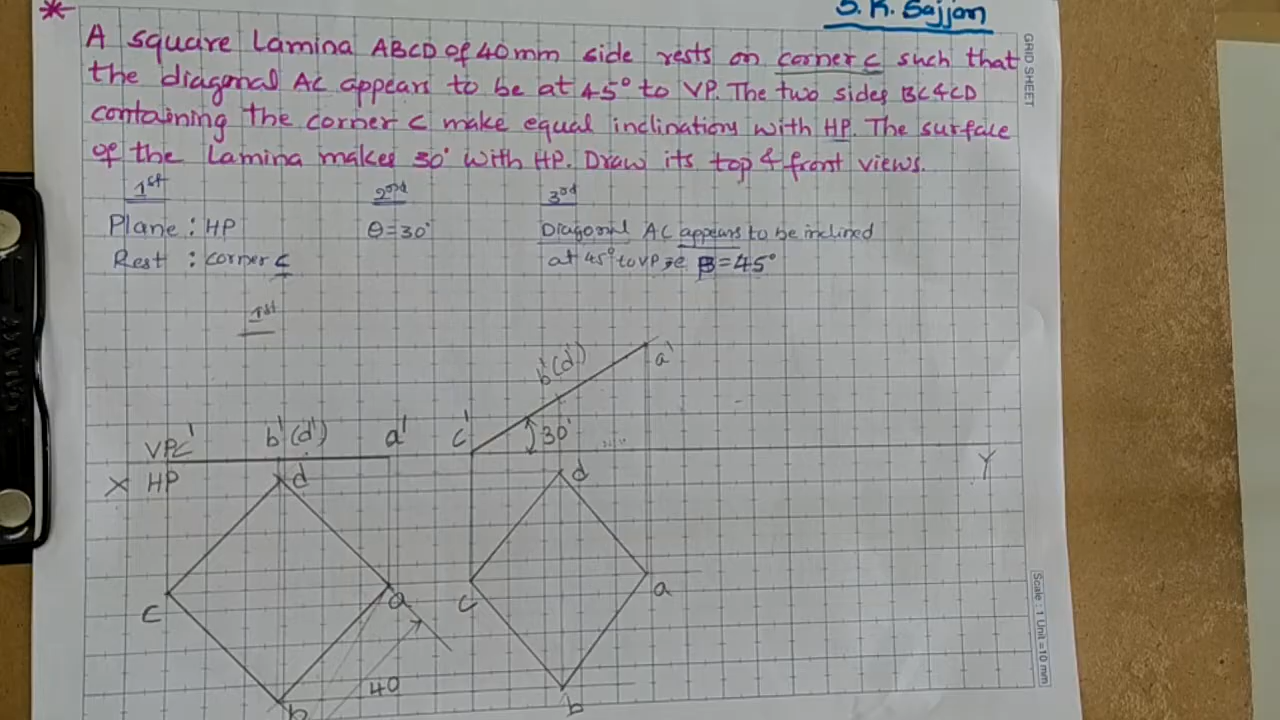 S. R. Sajjan
GRID SHEET
A square Lamina ABCD of 40mm side rests on corner c such that
the diagonal AC appears to be at 45° to VP. The two sides BC & CD
containing the corner C make equal inclinations with HP. The surface
of the Lamina makes 30° with HP. Draw its top & front views.
1st 2nd 3rd
Plane : HP θ=30° Diagonal AC appears to be inclined
Rest : corner c at 45° to VP ie β=45°
1st
b'(d') a'
VP c' b'(d') a' c' 30°
X HP d d Y
c a c a
40
b b
Scale : 1 Unit = 10 mm